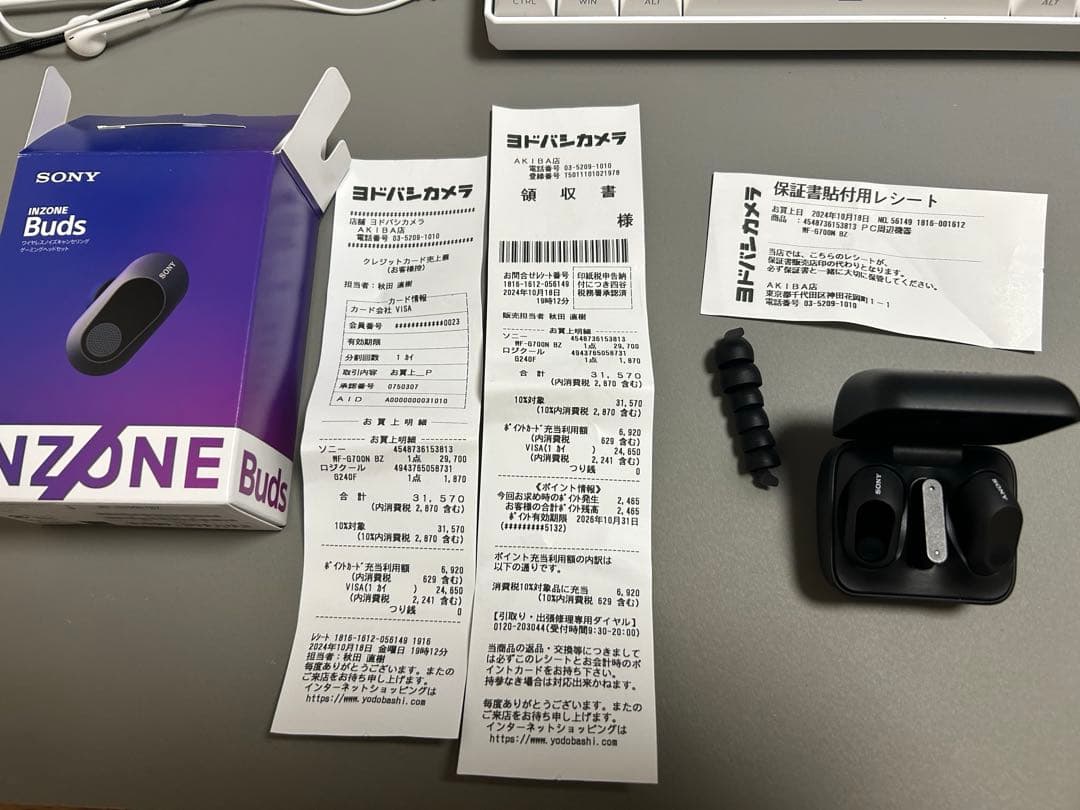 CTRL
WIN
ALT
ALT
SONY
INZONE
Buds
ワイヤレスノイズキャンセリング
ゲーミングヘッドセット
SONY
INZONE Buds
ヨドバシカメラ
店舗 ヨドバシカメラ
AKIBA店
電話番号 03-5209-1010
クレジットカード売上票
(お客様控)
担当者：秋田 直樹
カード情報
カード会社 VISA
会員番号 ************0023
有効期限
分割回数 1 ｶｲ
取引内容 お買上__P
承認番号 0750307
AID A0000000031010
お買上明細
お買上明細
ソニー 4548736153813
WF-G700N BZ 1点 29,700
ロジクール 4943765058731
G240F 1点 1,870
合計 31,570
(内消費税 2,870 含む)
10%対象 31,570
(10%内消費税 2,870 含む)
ﾎﾟｲﾝﾄｶｰﾄﾞ充当利用額 6,920
(内消費税 629 含む)
VISA(1 ｶｲ ) 24,650
(内消費税 2,241 含む)
つり銭 0
ﾚｼｰﾄ 1816-1612-056149 1916
2024年10月18日 金曜日 19時12分
担当者：秋田 直樹
毎度ありがとうございます。またの
ご来店をお待ち申し上げます。
インターネットショッピングは
https://www.yodobashi.com
ヨドバシカメラ
AKIBA店
電話番号 03-5209-1010
登録番号 T5011101021978
領収書
様
お問合せﾚｼｰﾄ番号
1816-1612-056149
2024年10月18日
19時12分
印紙税申告納
付につき四谷
税務署承認済
販売担当者 秋田 直樹
お買上明細
ソニー 4548736153813
WF-G700N BZ 1点 29,700
ロジクール 4943765058731
G240F 1点 1,870
合計 31,570
(内消費税 2,870 含む)
10%対象 31,570
(10%内消費税 2,870 含む)
ﾎﾟｲﾝﾄｶｰﾄﾞ充当利用額 6,920
(内消費税 629 含む)
VISA(1 ｶｲ ) 24,650
(内消費税 2,241 含む)
つり銭 0
《ポイント情報》
今回お求め時のﾎﾟｲﾝﾄ発生 2,465
お客様の合計ﾎﾟｲﾝﾄ残高 2,465
ﾎﾟｲﾝﾄ有効期限 2026年10月31日
(*********5132)
ポイント充当利用額の内訳は
以下の通りです。
消費税10%対象品に充当 6,920
(10%内消費税 629 含む)
【引取り・出張修理専用ダイヤル】
0120-203044(受付時間9:30-20:00)
当商品の返品・交換等につきまして
は必ずこのレシートとお会計時のポ
イントカードをお持ち下さい。
持参なき場合は対応出来かねます。
毎度ありがとうございます。またの
ご来店をお待ち申し上げます。
インターネットショッピングは
https://www.yodobashi.com
ヨドバシカメラ
保証書貼付用レシート
お買上日 2024年10月18日 NO.56149 1816-001612
商品：4548736153813 PC周辺機器
WF-G700N BZ
当店では、こちらのレシートが、
保証書販売店印の代わりとなります。
必ず保証書と一緒に大切に保管してください。
AKIBA店
東京都千代田区神田花岡町1－1
電話番号 03-5209-1010
SONY
SONY